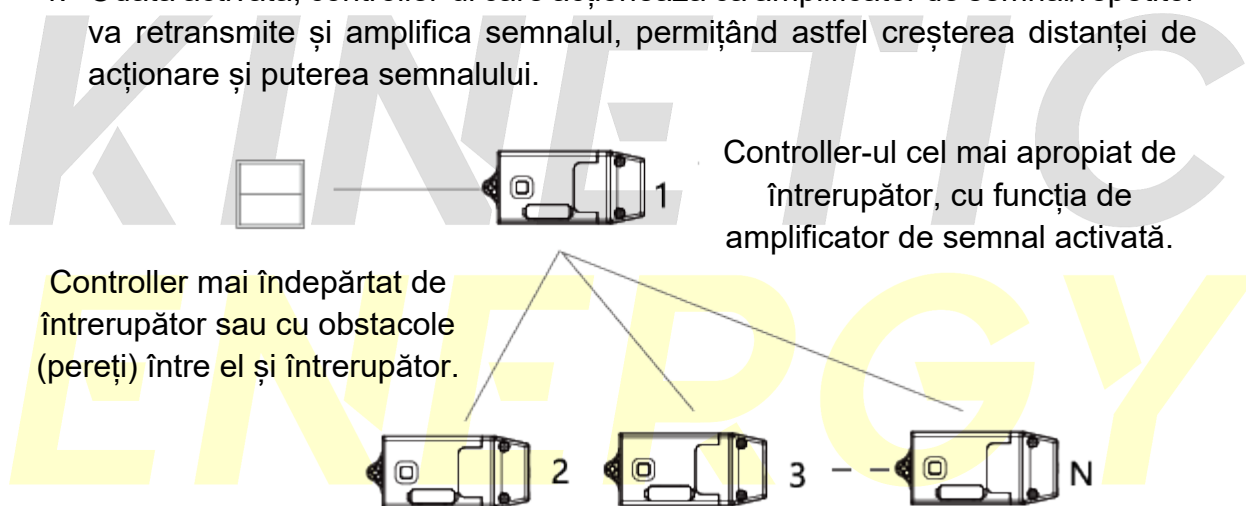 va retransmite și amplifica semnalul, permițând astfel creșterea distanței de
acționare și puterea semnalului.
Controller-ul cel mai apropiat de
întrerupător, cu funcția de
amplificator de semnal activată.
1
Controller mai îndepărtat de
întrerupător sau cu obstacole
(pereți) între el și întrerupător.
2
3
N
KINETIC
ENERGY